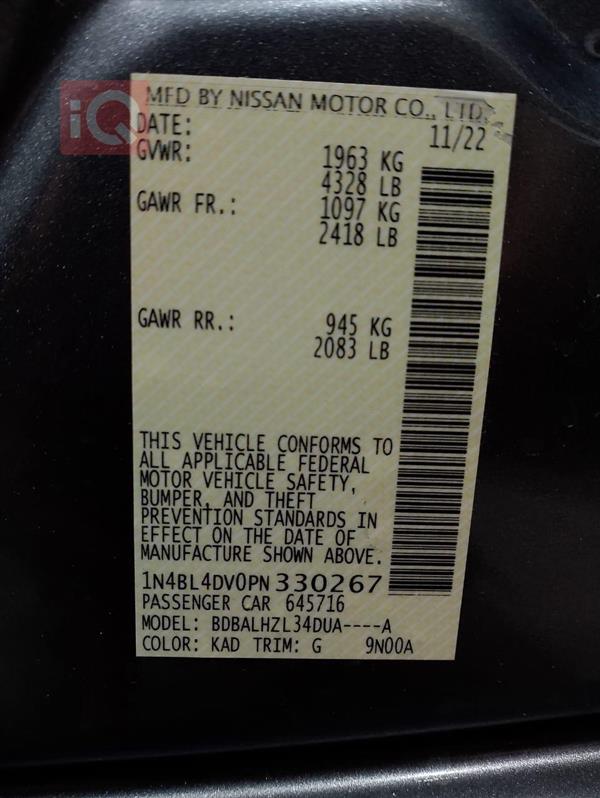 iQ
MFD BY NISSAN MOTOR CO., LTD.
DATE: 11/22
GVWR: 1963 KG
4328 LB
GAWR FR.: 1097 KG
2418 LB
GAWR RR.: 945 KG
2083 LB
THIS VEHICLE CONFORMS TO
ALL APPLICABLE FEDERAL
MOTOR VEHICLE SAFETY,
BUMPER, AND THEFT
PREVENTION STANDARDS IN
EFFECT ON THE DATE OF
MANUFACTURE SHOWN ABOVE.
1N4BL4DV0PN330267
PASSENGER CAR 645716
MODEL: BDBALHZL34DUA----A
COLOR: KAD TRIM: G 9N00A